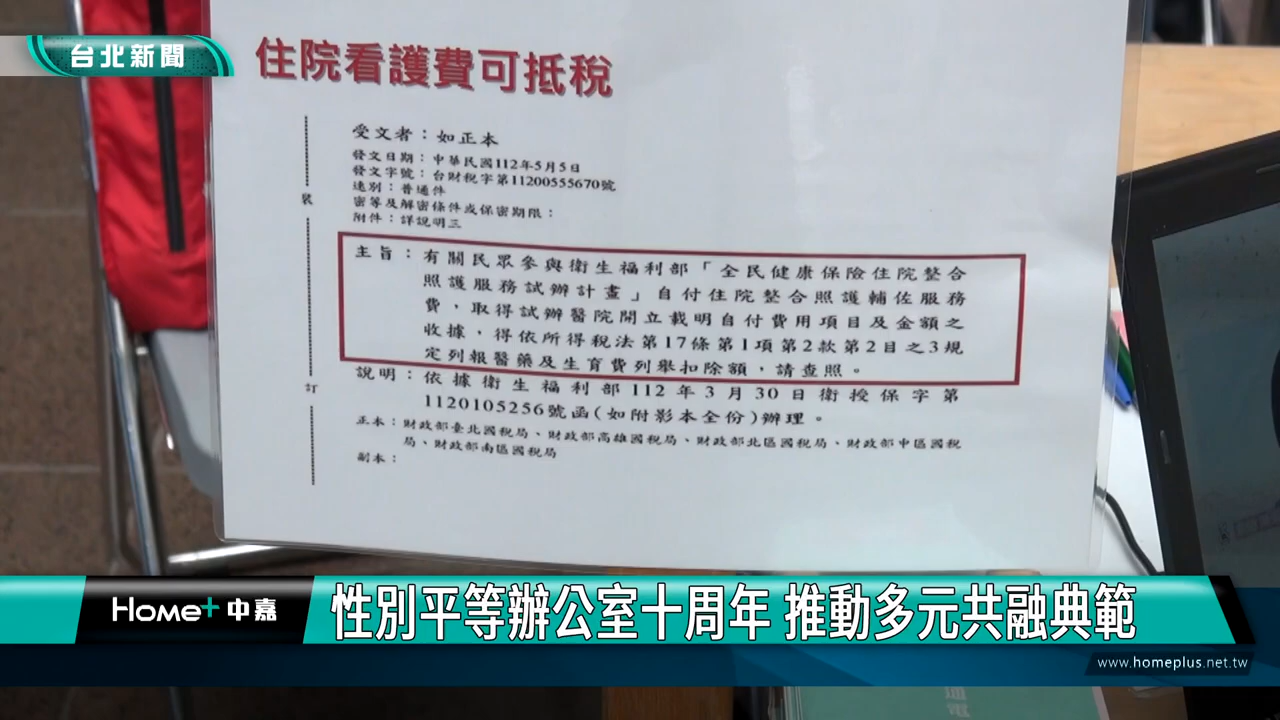 台北新聞
住院看護費可抵稅
受文者：如正本
發文日期：中華民國112年5月5日
發文字號：台財稅字第11200555670號
速別：普通件
密等及解密條件或保密期限：
附件：詳說明三
裝
主旨：有關民眾參與衛生福利部「全民健康保險住院整合
照護服務試辦計畫」自付住院整合照護輔佐服務
費，取得試辦醫院開立載明自付費用項目及金額之
收據，得依所得稅法第17條第1項第2款第2目之3規
定列報醫藥及生育費列舉扣除額，請查照。
訂
說明：依據衛生福利部112年3月30日衛授保字第
1120105256號函(如附影本全份)辦理。
正本：財政部臺北國稅局、財政部高雄國稅局、財政部北區國稅局、財政部中區國稅
局、財政部南區國稅局
副本：
Home+中嘉
性別平等辦公室十周年 推動多元共融典範
www.homeplus.net.tw